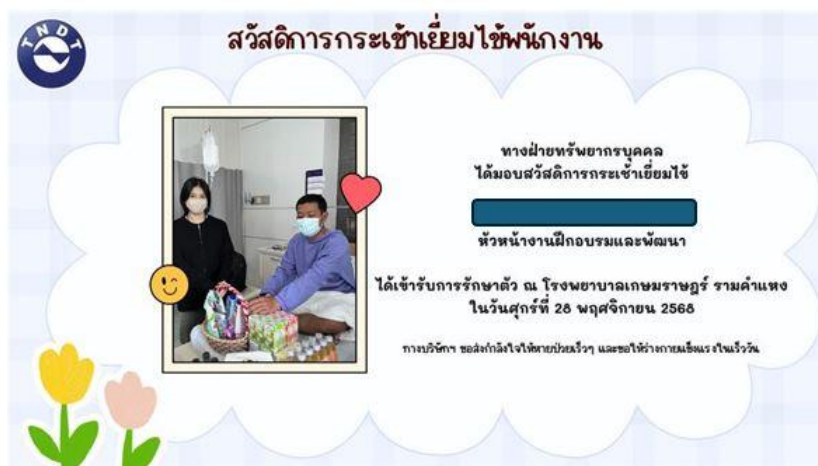 TNDT
สวัสดิการกระเช้าเยี่ยมไข้พนักงาน
ทางฝ่ายทรัพยากรบุคคล
ได้มอบสวัสดิการกระเช้าเยี่ยมไข้
หัวหน้างานฝึกอบรมและพัฒนา
ได้เข้ารับการรักษาตัว ณ โรงพยาบาลเกษมราษฎร์ รามคำแหง
ในวันศุกร์ที่ 28 พฤศจิกายน 2568
ทางบริษัทฯ ขอส่งกำลังใจให้หายป่วยเร็วๆ และขอให้ร่างกายแข็งแรงในเร็ววัน